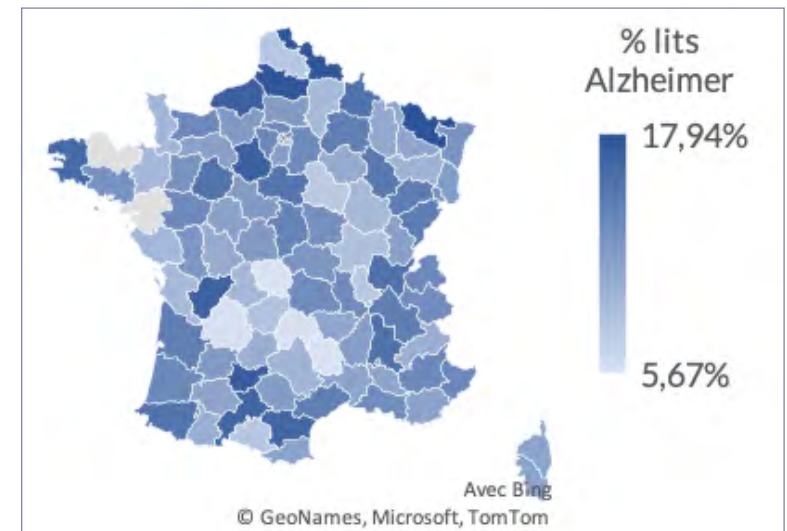 % lits
Alzheimer
17,94%
5,67%
Avec Bing
© GeoNames, Microsoft, TomTom